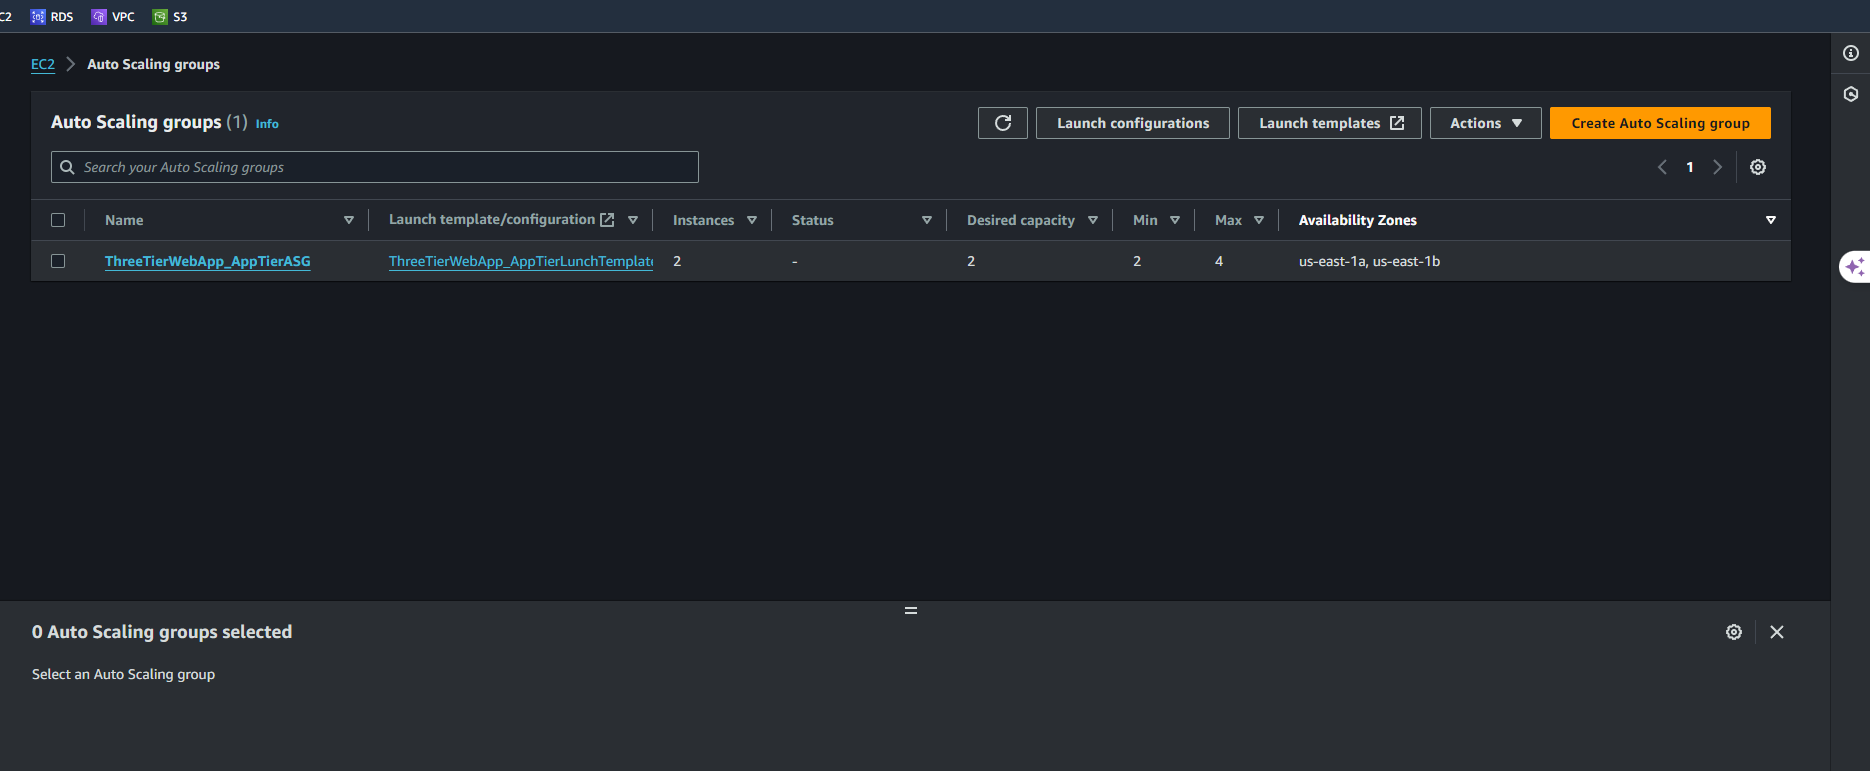 C2 RDS VPC S3
EC2 Auto Scaling groups
Auto Scaling groups (1) Info
Launch configurations Launch templates Actions Create Auto Scaling group
Search your Auto Scaling groups
1
Name Launch template/configuration Instances Status Desired capacity Min Max Availability Zones
ThreeTierWebApp_AppTierASG ThreeTierWebApp_AppTierLunchTemplate 2 - 2 2 4 us-east-1a, us-east-1b
0 Auto Scaling groups selected
Select an Auto Scaling group